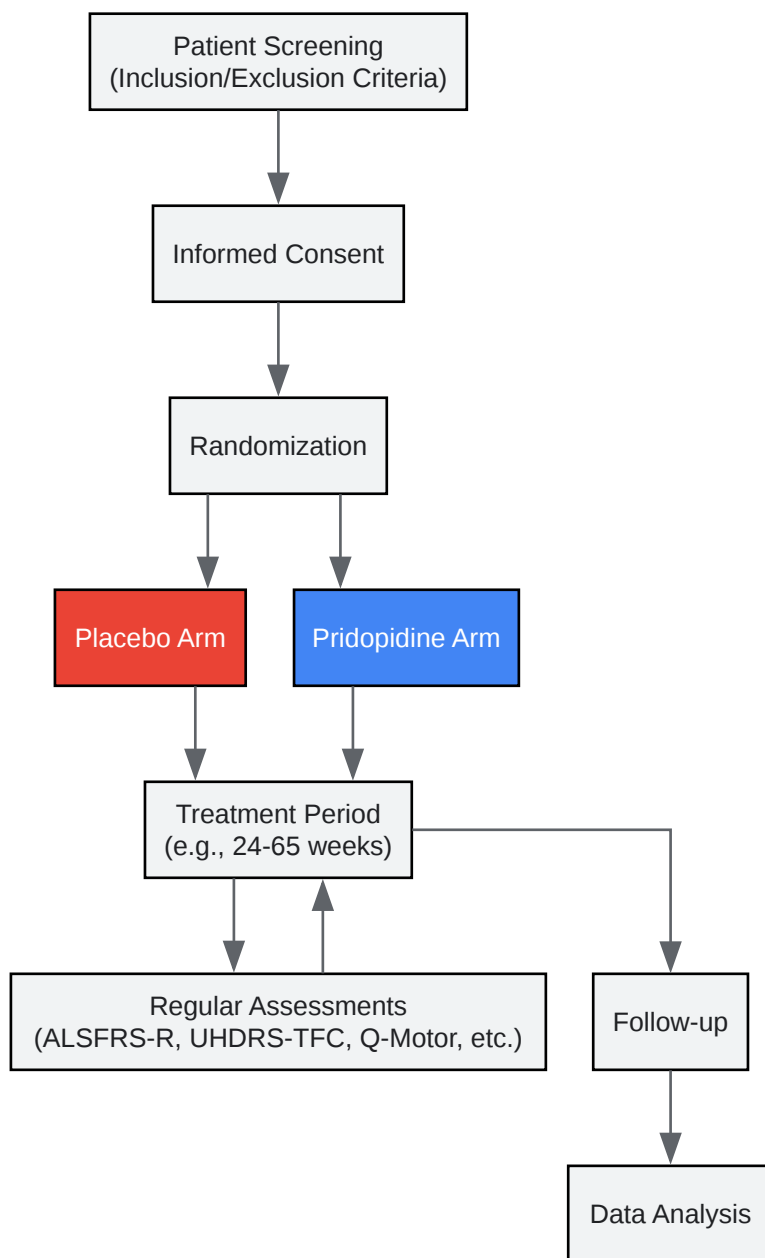 Patient Screening
(Inclusion/Exclusion Criteria)
Informed Consent
Randomization
Placebo Arm
Pridopidine Arm
Treatment Period
(e.g., 24-65 weeks)
Regular Assessments
(ALSFRS-R, UHDRS-TFC, Q-Motor, etc.)
Follow-up
Data Analysis